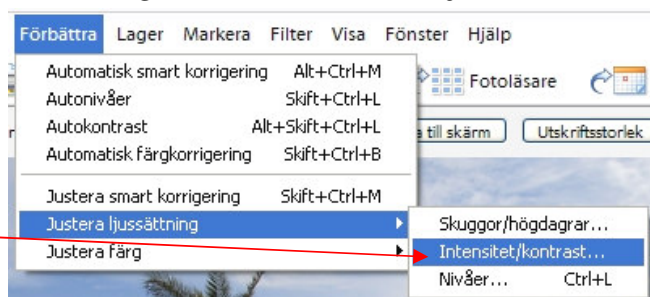 Förbättra Lager Markera Filter Visa Fönster Hjälp
Automatisk smart korrigering Alt+Ctrl+M
Autonivåer Skift+Ctrl+L
Autokontrast Alt+Skift+Ctrl+L
Automatisk färgkorrigering Skift+Ctrl+B
Fotoläsare
till skärm Utskriftsstorlek
Justera smart korrigering Skift+Ctrl+M
Justera ljussättning
Justera färg
Skuggor/högdagrar...
Intensitet/kontrast...
Nivåer... Ctrl+L